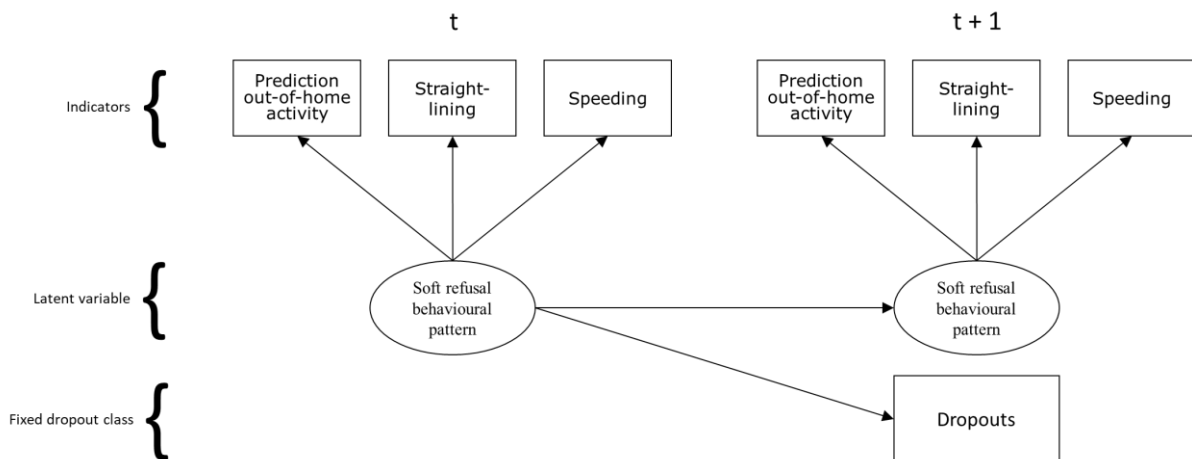 t
t + 1
Indicators
Prediction
out-of-home
activity
Straight-
lining
Speeding
Prediction
out-of-home
activity
Straight-
lining
Speeding
Latent variable
Soft refusal
behavioural
pattern
Soft refusal
behavioural
pattern
Fixed dropout class
Dropouts